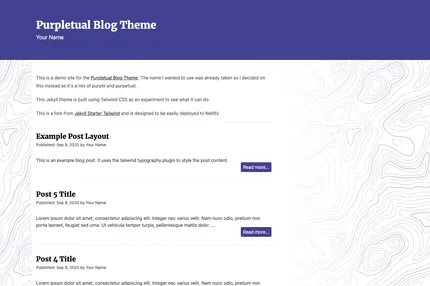 Purpletual Blog Theme
Your Name
This is a demo site for the Purpletual Blog Theme. The name I wanted to use was already taken so I decided on
this instead as it's a mix of purple and purpetual.
This Jekyll theme is built using Tailwind CSS as an experiment to see what it can do.
This is a fork from Jekyll Starter Tailwind and is designed to be easily deployed to Netlify
Example Post Layout
Published: Sep 9, 2020 by Your Name
This is an example blog post. It uses the tailwind typography plugin to style the post content.
Read more...
Post 5 Title
Published: Sep 9, 2020 by Your Name
Lorem ipsum dolor sit amet, consectetur adipiscing elit. Integer nec varius velit. Nam nunc odio, pretium non
porta laoreet, feugiat sed urna. Ut vehicula tempor turpis, pellentesque mattis dolor ....
Read more...
Post 4 Title
Published: Sep 9, 2020 by Your Name
Lorem ipsum dolor sit amet, consectetur adipiscing elit. Integer nec varius velit. Nam nunc odio, pretium non